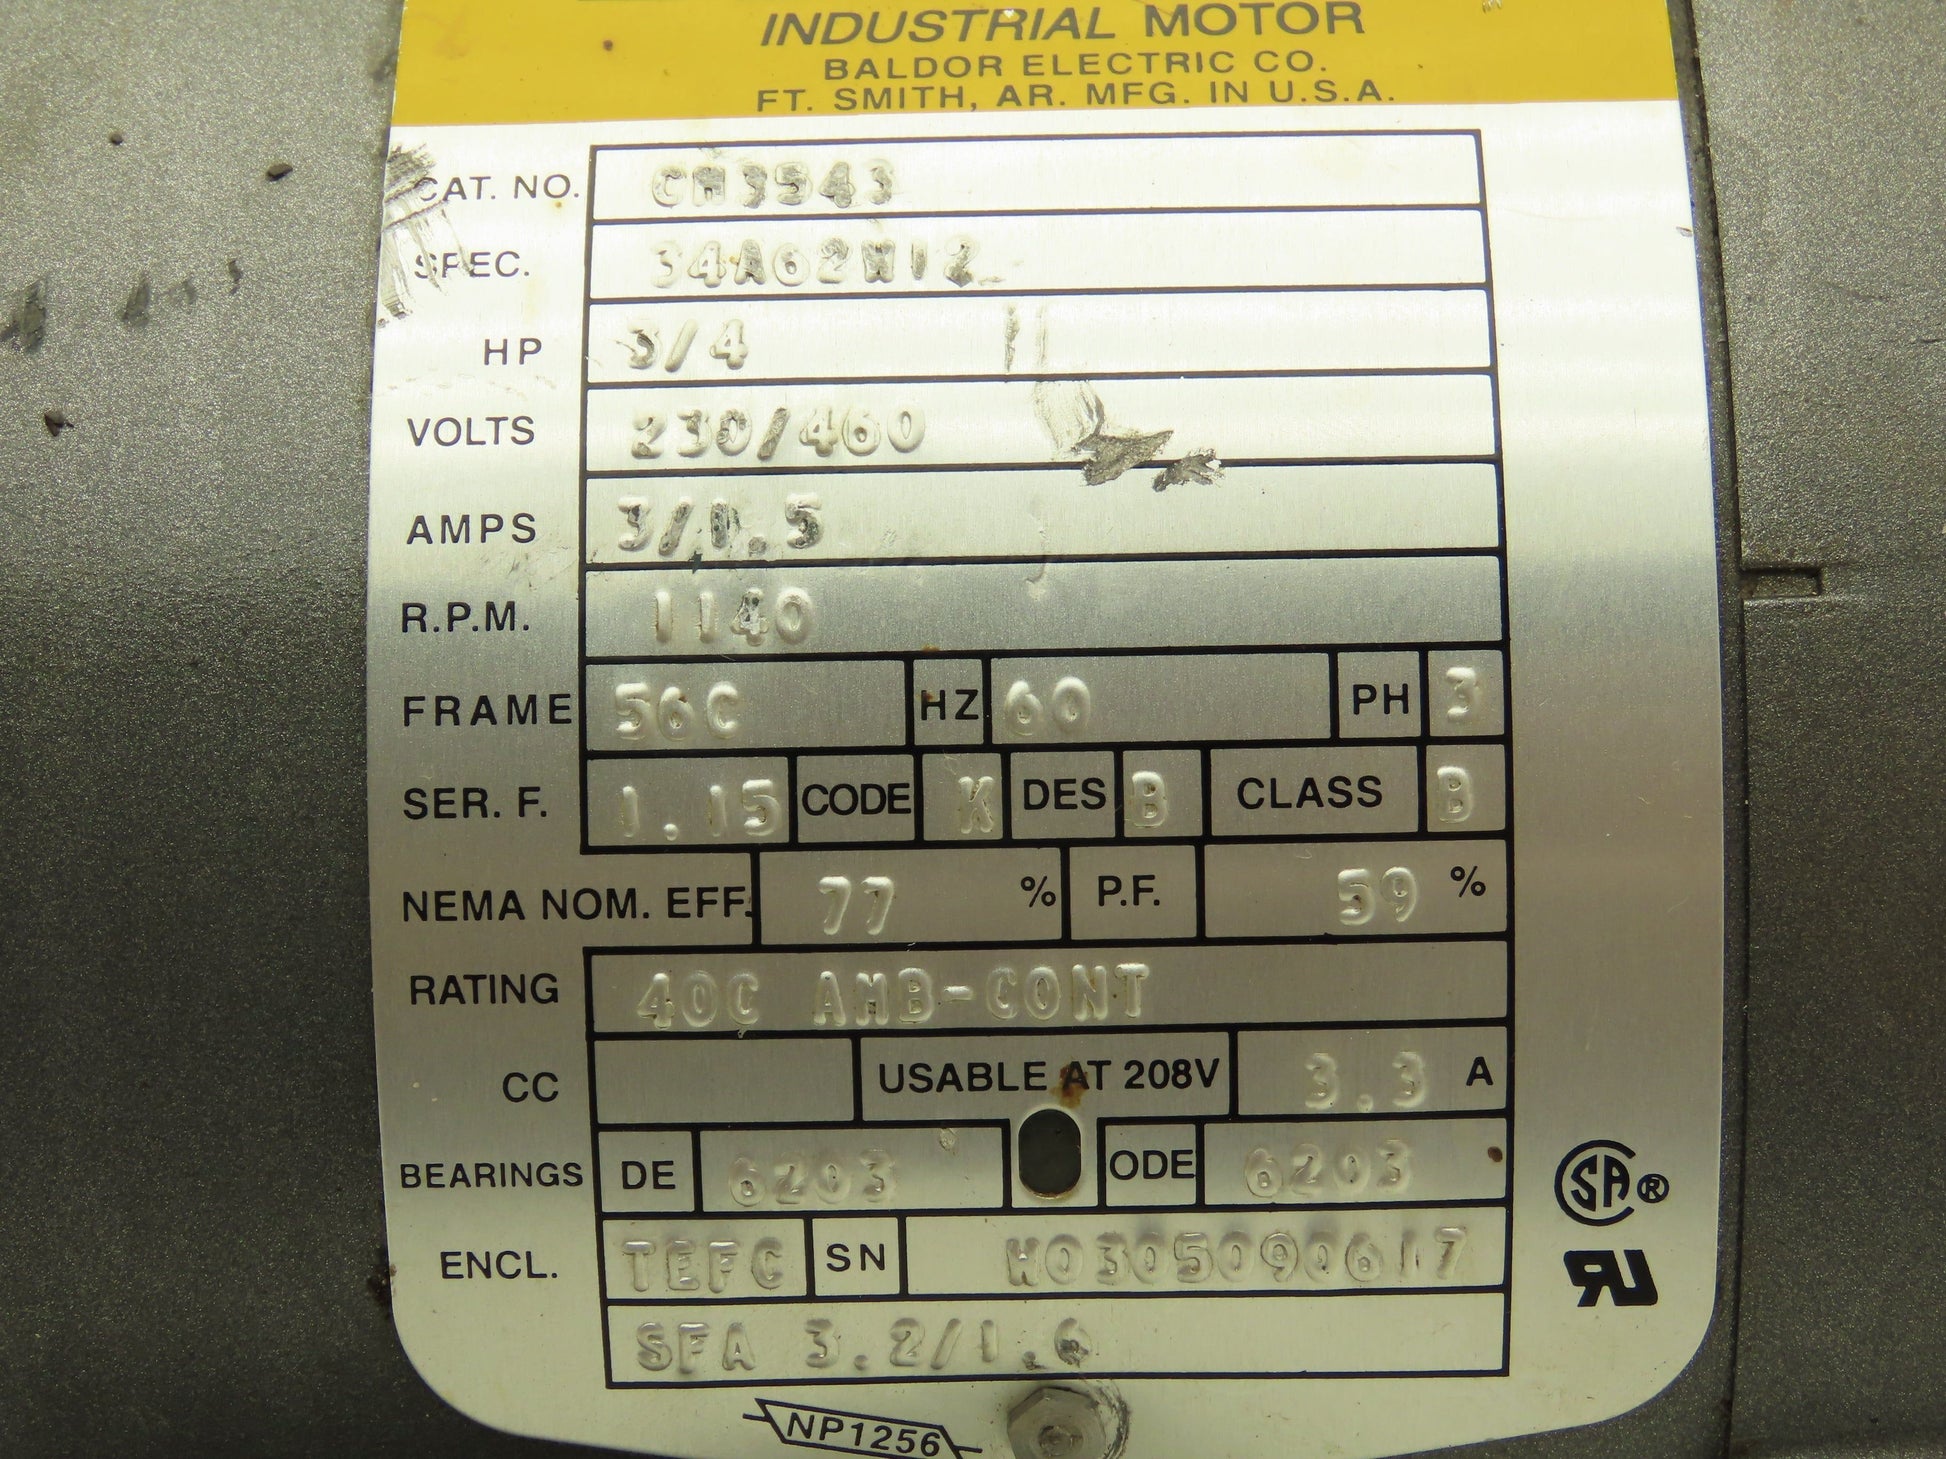 INDUSTRIAL MOTOR
BALDOR ELECTRIC CO.
FT. SMITH, AR. MFG. IN U.S.A.
CAT. NO. CM3543
SPEC. 34A62W12
HP 3/4
VOLTS 230/460
AMPS 3/1.5
R.P.M. 1140
FRAME 56C HZ 60 PH 3
SER. F. 1.15 CODE K DES B CLASS B
NEMA NOM. EFF. 77 % P.F. 59 %
RATING 40C AMB-CONT
CC USABLE AT 208V 3.3 A
BEARINGS DE 6203 ODE 6203
ENCL. TEFC SN W0305090617
SFA 3.2/1.6
NP1256
SA ®
RU